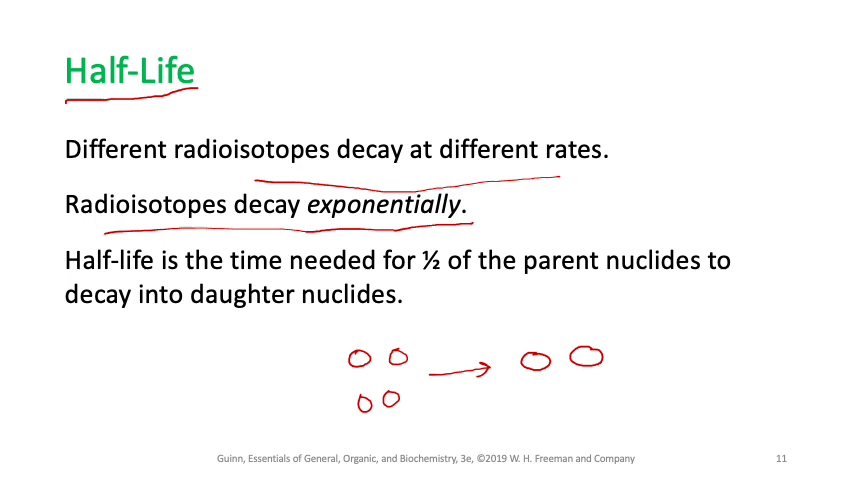 Half-Life
Different radioisotopes decay at different rates.
Radioisotopes decay exponentially.
Half-life is the time needed for ½ of the parent nuclides to
decay into daughter nuclides.
Guinn, Essentials of General, Organic, and Biochemistry, 3e, ©2019 W. H. Freeman and Company
11